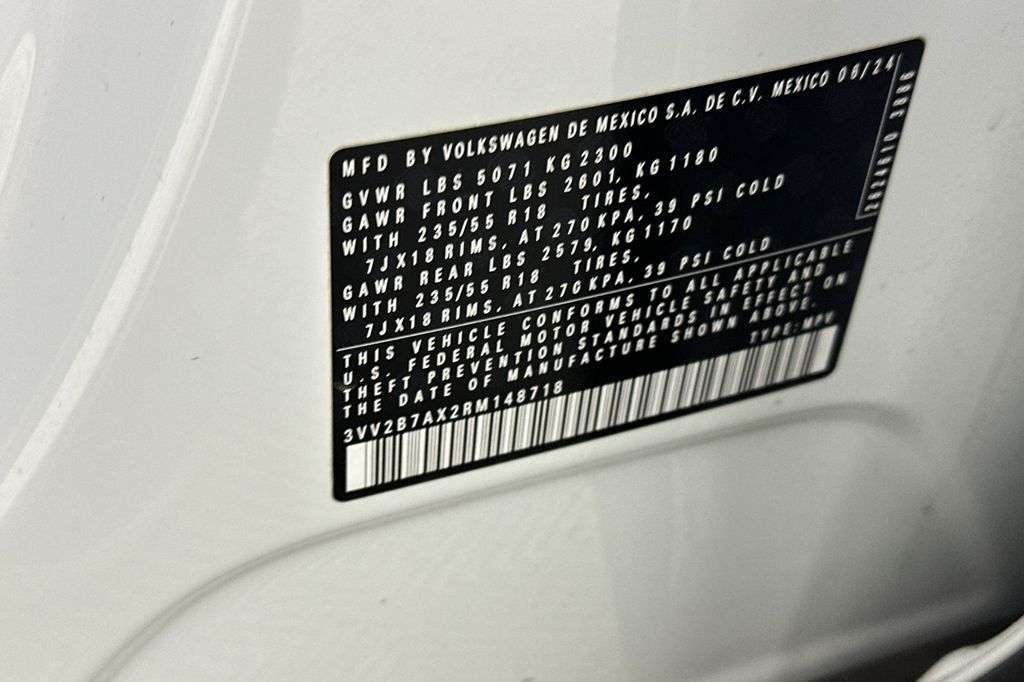 MFD BY VOLKSWAGEN DE MEXICO S.A. DE C.V. MEXICO 06/24
GVWR LBS 5071 KG 2300
GAWR FRONT LBS 2601, KG 1180
WITH 235/55 R18 TIRES,
7JX18 RIMS, AT 270 KPA, 39 PSI COLD
GAWR REAR LBS 2579, KG 1170
WITH 235/55 R18 TIRES,
7JX18 RIMS, AT 270 KPA, 39 PSI COLD
THIS VEHICLE CONFORMS TO ALL APPLICABLE
U.S. FEDERAL MOTOR VEHICLE SAFETY AND
THEFT PREVENTION STANDARDS IN EFFECT ON
THE DATE OF MANUFACTURE SHOWN ABOVE.
3VV2B7AX2RM148718 TYPE: MPV